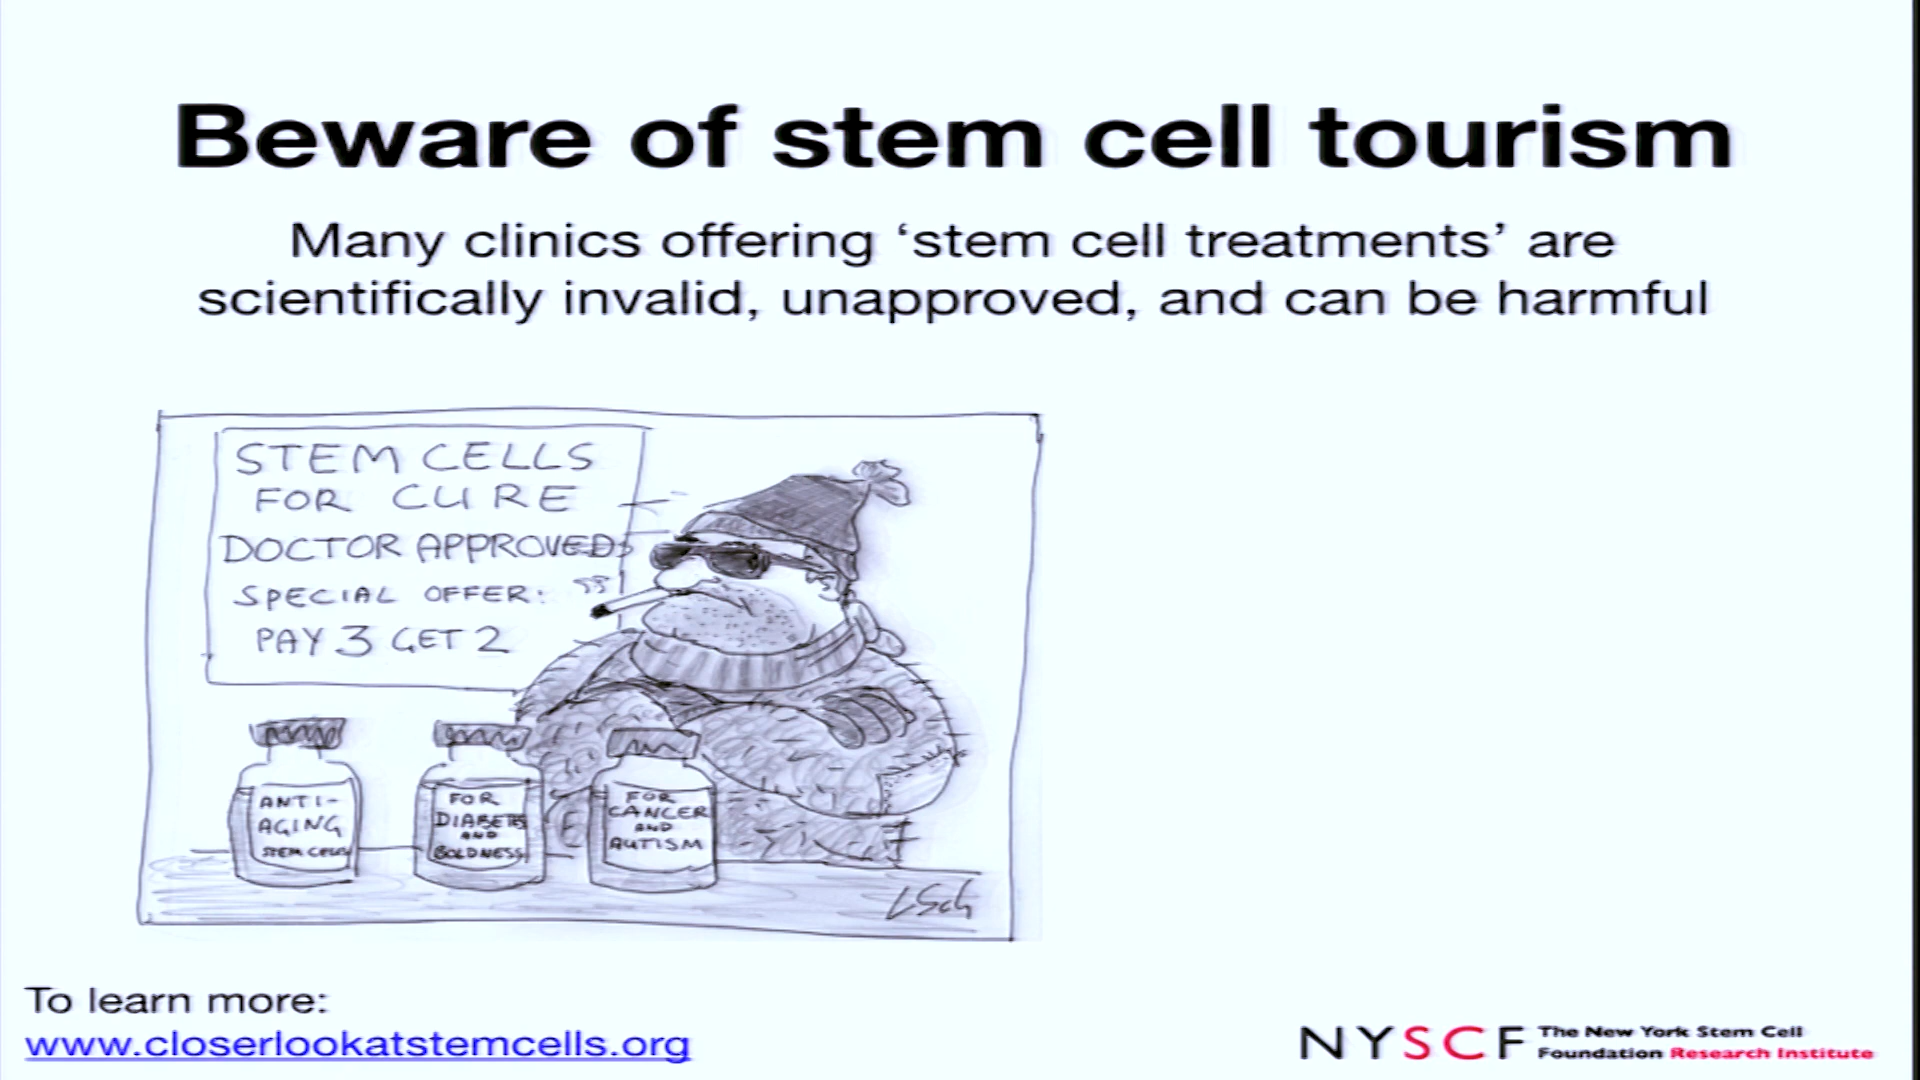 Beware of stem cell tourism
Many clinics offering ‘stem cell treatments’ are
scientifically invalid, unapproved, and can be harmful
STEM CELLS
FOR CURE
DOCTOR APPROVED
SPECIAL OFFER:
PAY 3 GET 2
ANTI-
AGING
STEM CELLS
FOR
DIABETES
AND
BOLDNESS
FOR
CANCER
AND
AUTISM
LSch
To learn more:
www.closerlookatstemcells.org
NYSCF The New York Stem Cell
Foundation Research Institute